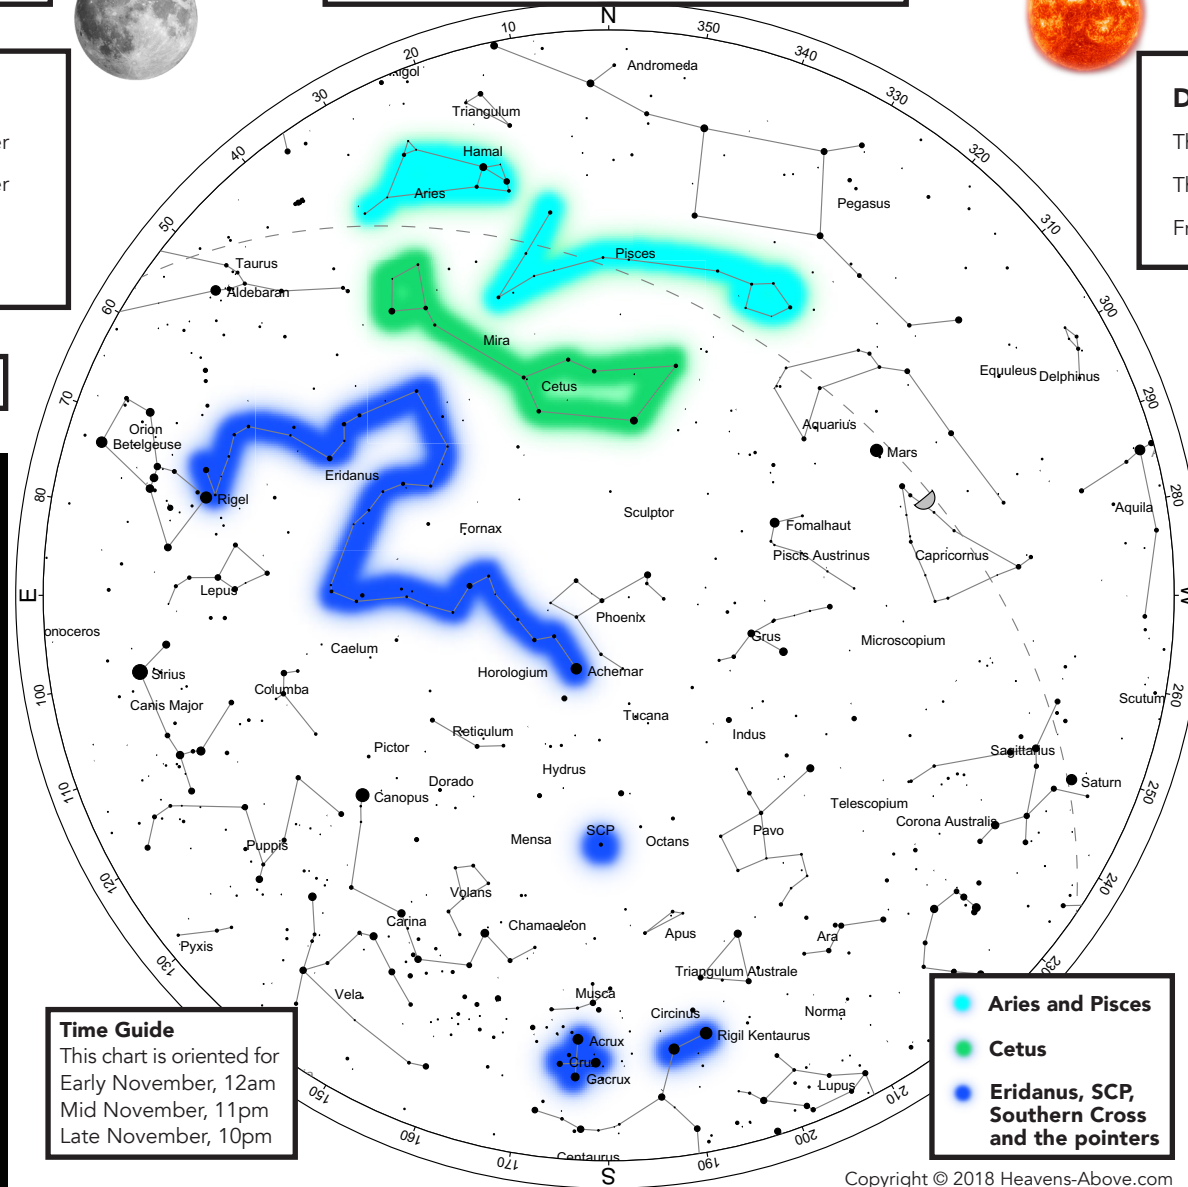 N
10
350
20
340
30
330
40
320
50
310
60
300
70
290
80
280
E
100
260
110
250
120
240
130
230
150
210
160
200
170
190
S
Andromeda
Triangulum
Hamal
Aries
Pegasus
Pisces
Taurus
Aldebaran
Mira
Cetus
Equuleus
Delphinus
Aquarius
Mars
Orion
Betelgeuse
Eridanus
Rigel
Fornax
Sculptor
Fomalhaut
Piscis Austrinus
Capricornus
Aquila
Lepus
Phoenix
Grus
Microscopium
onoceros
Caelum
Horologium
Achernar
Sirius
Columba
Canis Major
Scutum
Reticulum
Tucana
Indus
Pictor
Sagittarius
Hydrus
Dorado
Canopus
Saturn
Telescopium
Corona Australis
SCP
Mensa
Octans
Pavo
Puppis
Volans
Carina
Chamaeleon
Apus
Ara
Pyxis
Triangulum Australe
Vela
Musca
Circinus
Norma
Acrux
Rigil Kentaurus
Crux
Gacrux
Lupus
Centaurus
er
er
D
Th
Th
Fr
Time Guide
This chart is oriented for
Early November, 12am
Mid November, 11pm
Late November, 10pm
Aries and Pisces
Cetus
Eridanus, SCP,
Southern Cross
and the pointers
Copyright © 2018 Heavens-Above.com